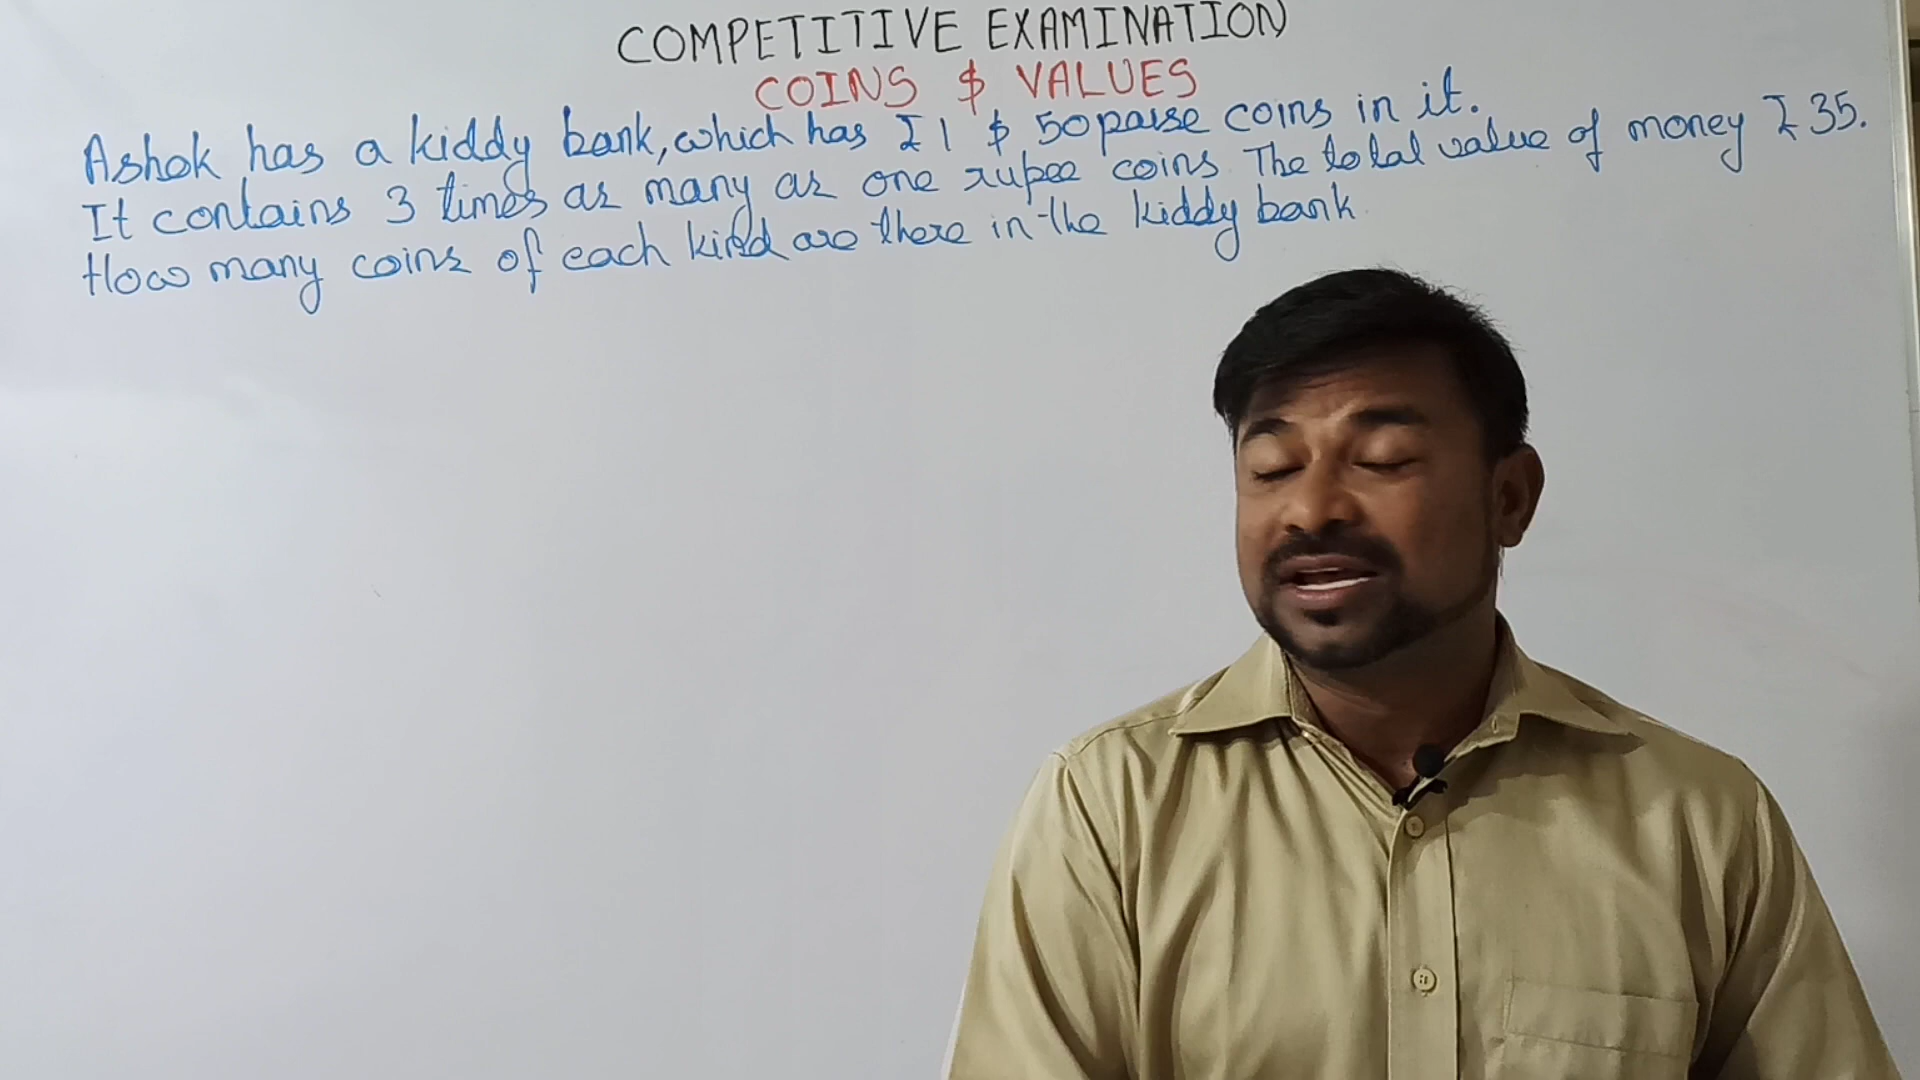 COMPETITIVE EXAMINATION
COINS & VALUES
Ashok has a kiddy bank, which has ₹ 1 & 50 paise coins in it.
It contains 3 times as many as one rupee coins. The total value of money ₹ 35.
How many coins of each kind are there in the kiddy bank.